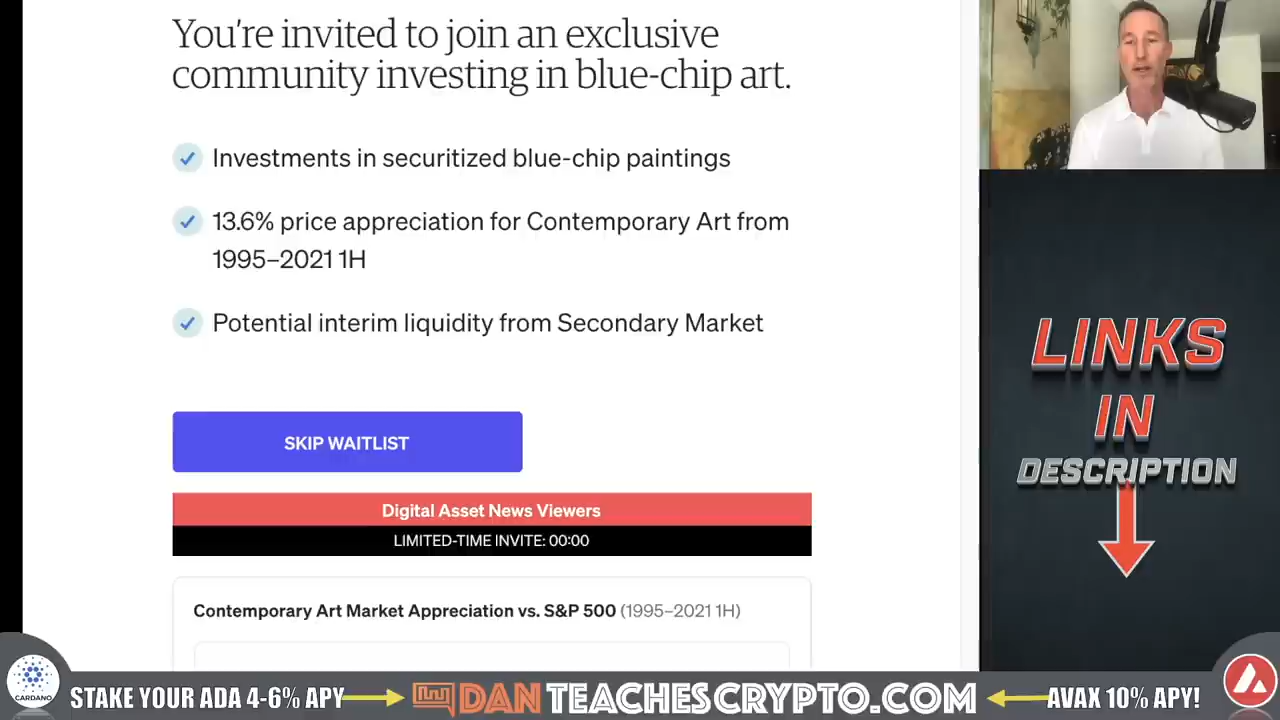 You're invited to join an exclusive
community investing in blue-chip art.
Investments in securitized blue-chip paintings
13.6% price appreciation for Contemporary Art from
1995–2021 1H
Potential interim liquidity from Secondary Market
SKIP WAITLIST
Digital Asset News Viewers
LIMITED-TIME INVITE: 00:00
Contemporary Art Market Appreciation vs. S&P 500 (1995–2021 1H)
LINKS
IN
DESCRIPTION
CARDANO
STAKE YOUR ADA 4-6% APY
DANTEACHESCRYPTO.COM
AVAX 10% APY!